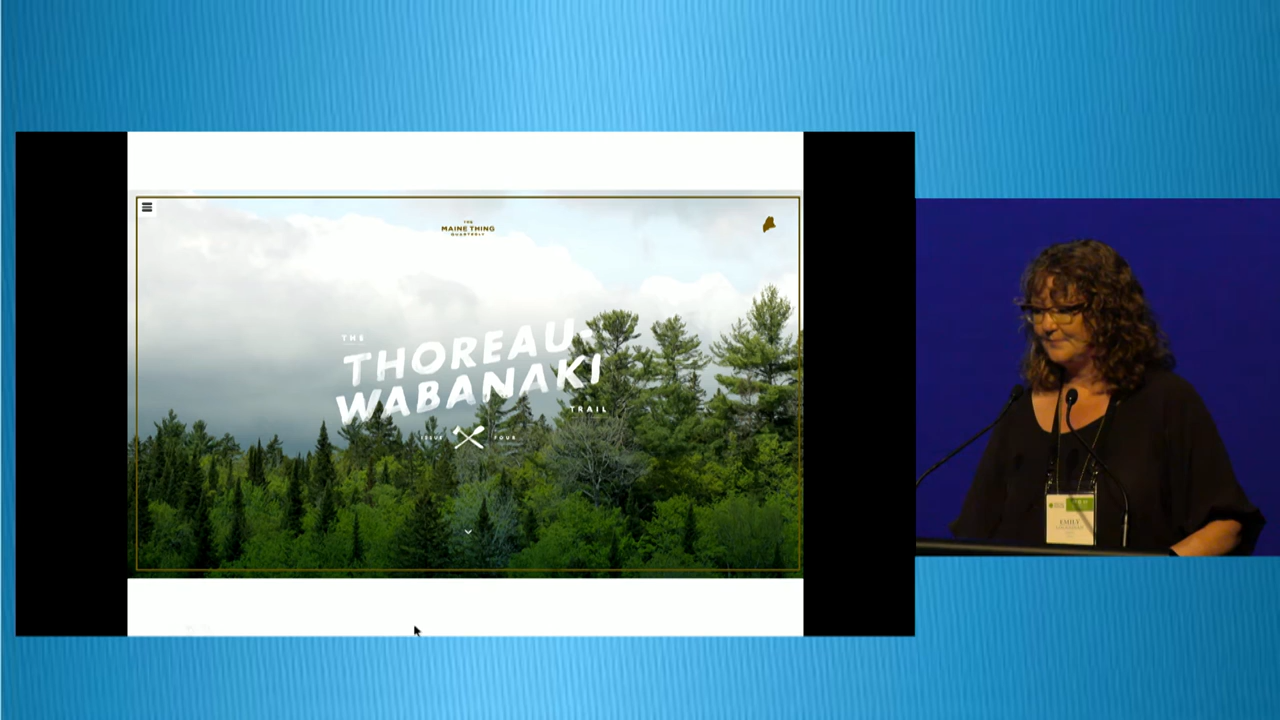 THE
MAINE THING
QUARTERLY
THE
THOREAU-
WABANAKI
TRAIL
ISSUE FOUR
EMILY